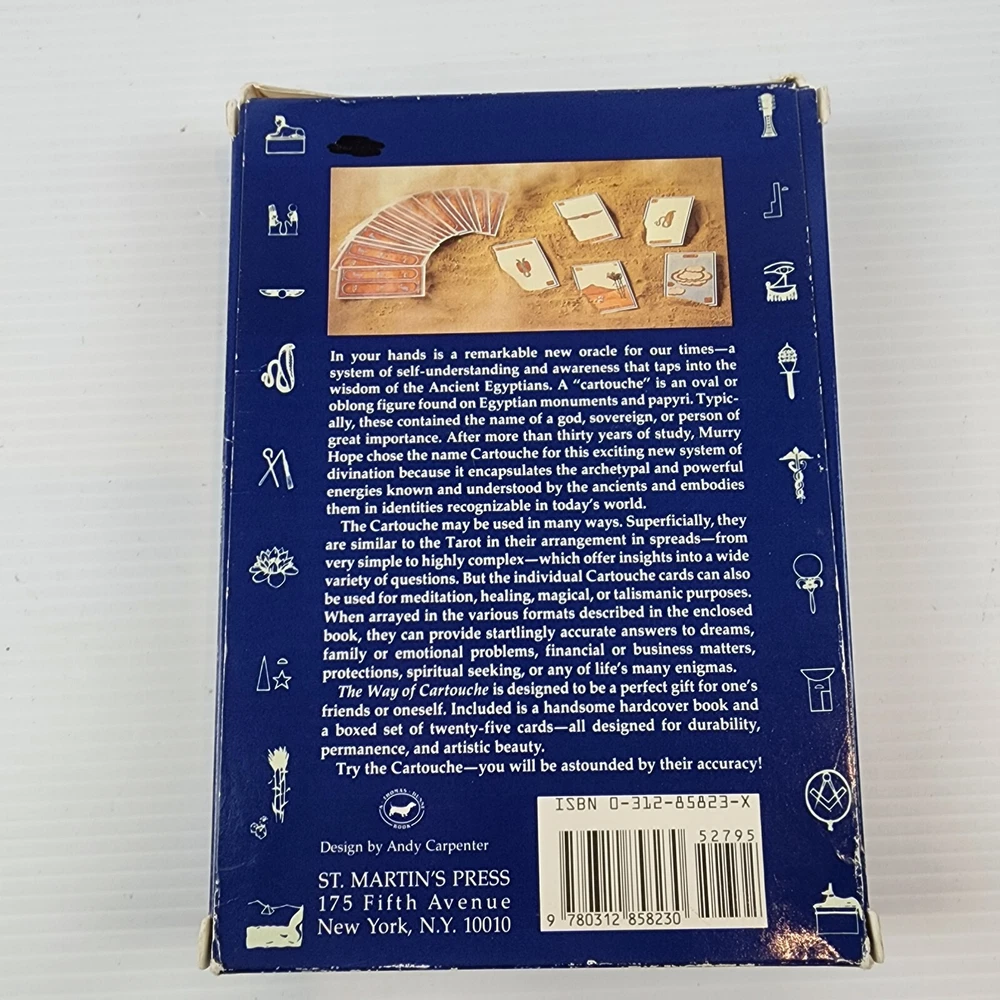 In your hands is a remarkable new oracle for our times—a
system of self-understanding and awareness that taps into the
wisdom of the Ancient Egyptians. A “cartouche” is an oval or
oblong figure found on Egyptian monuments and papyri. Typic-
ally, these contained the name of a god, sovereign, or person of
great importance. After more than thirty years of study, Murry
Hope chose the name Cartouche for this exciting new system of
divination because it encapsulates the archetypal and powerful
energies known and understood by the ancients and embodies
them in identities recognizable in today’s world.
The Cartouche may be used in many ways. Superficially, they
are similar to the Tarot in their arrangement in spreads—from
very simple to highly complex—which offer insights into a wide
variety of questions. But the individual Cartouche cards can also
be used for meditation, healing, magical, or talismanic purposes.
When arrayed in the various formats described in the enclosed
book, they can provide startlingly accurate answers to dreams,
family or emotional problems, financial or business matters,
protections, spiritual seeking, or any of life’s many enigmas.
The Way of Cartouche is designed to be a perfect gift for one’s
friends or oneself. Included is a handsome hardcover book and
a boxed set of twenty-five cards—all designed for durability,
permanence, and artistic beauty.
Try the Cartouche—you will be astounded by their accuracy!
A THOMAS DUNNE
BOOK
Design by Andy Carpenter
ST. MARTIN’S PRESS
175 Fifth Avenue
New York, N.Y. 10010
ISBN 0-312-85823-X
52795
9 780312 858230